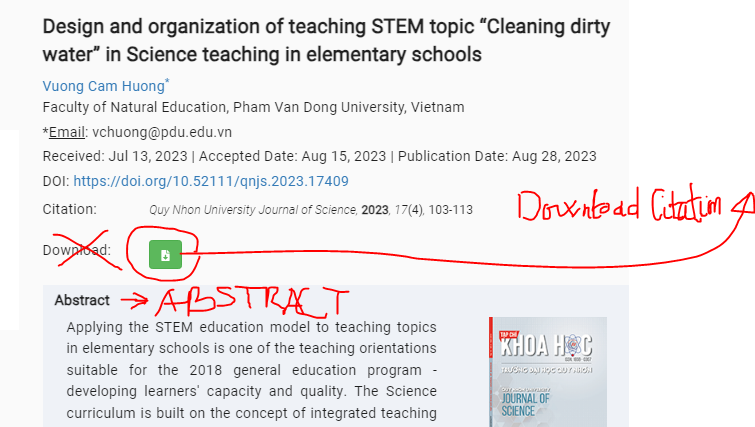 Design and organization of teaching STEM topic “Cleaning dirty
water” in Science teaching in elementary schools
Vuong Cam Huong*
Faculty of Natural Education, Pham Van Dong University, Vietnam
*Email: vchuong@pdu.edu.vn
Received: Jul 13, 2023 | Accepted Date: Aug 15, 2023 | Publication Date: Aug 28, 2023
DOI: https://doi.org/10.52111/qnjs.2023.17409
Citation: Quy Nhon University Journal of Science, 2023, 17(4), 103-113
Download Citation
Download:
Abstract → ABSTRACT
Applying the STEM education model to teaching topics
in elementary schools is one of the teaching orientations
suitable for the 2018 general education program -
developing learners' capacity and quality. The Science
curriculum is built on the concept of integrated teaching
TẠP CHÍ
KHOA HỌC
TRƯỜNG ĐẠI HỌC QUY NHƠN
QUY NHON UNIVERSITY
JOURNAL OF
SCIENCE